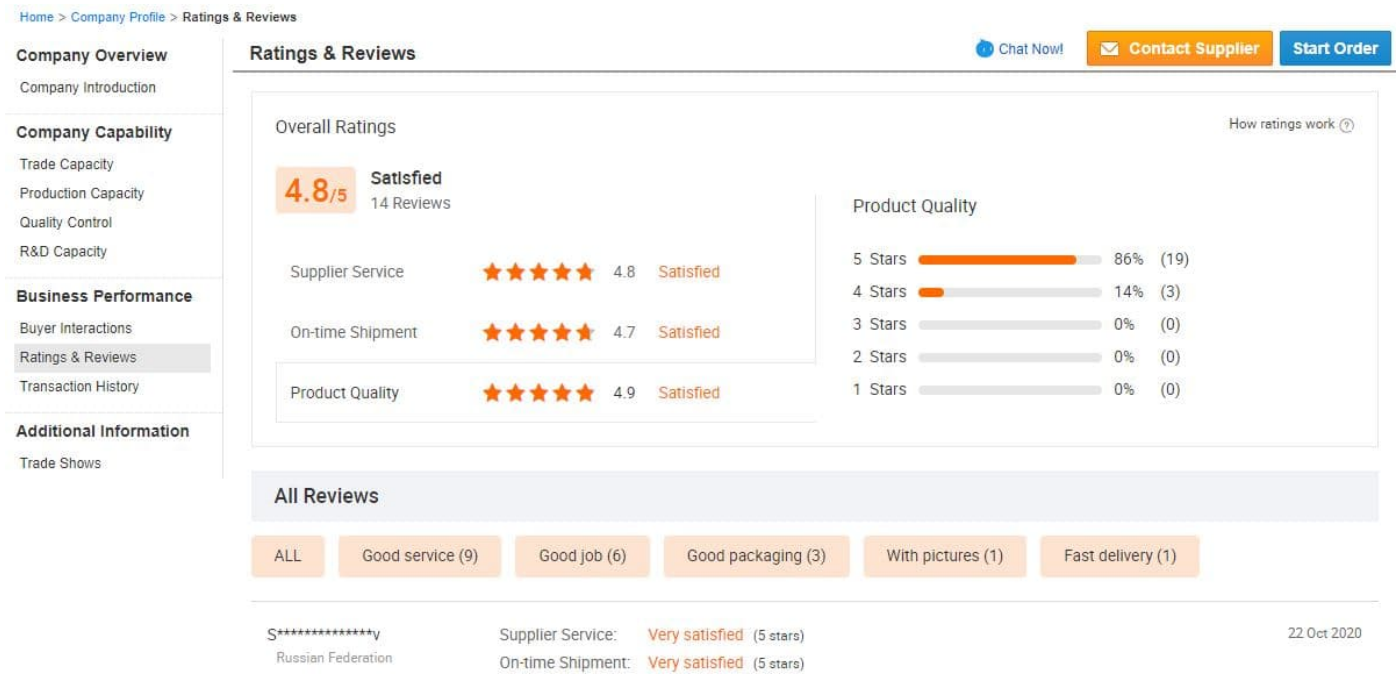 Home > Company Profile > Ratings & Reviews
Company Overview
Company Introduction
Company Capability
Trade Capacity
Production Capacity
Quality Control
R&D Capacity
Business Performance
Buyer Interactions
Ratings & Reviews
Transaction History
Additional Information
Trade Shows
Ratings & Reviews
Chat Now!
Contact Supplier
Start Order
Overall Ratings
How ratings work ?
4.8/5
Satisfied
14 Reviews
Supplier Service 4.8 Satisfied
On-time Shipment 4.7 Satisfied
Product Quality 4.9 Satisfied
Product Quality
5 Stars 86% (19)
4 Stars 14% (3)
3 Stars 0% (0)
2 Stars 0% (0)
1 Stars 0% (0)
All Reviews
ALL Good service (9) Good job (6) Good packaging (3) With pictures (1) Fast delivery (1)
S**************v
Russian Federation
Supplier Service: Very satisfied (5 stars)
On-time Shipment: Very satisfied (5 stars)
22 Oct 2020